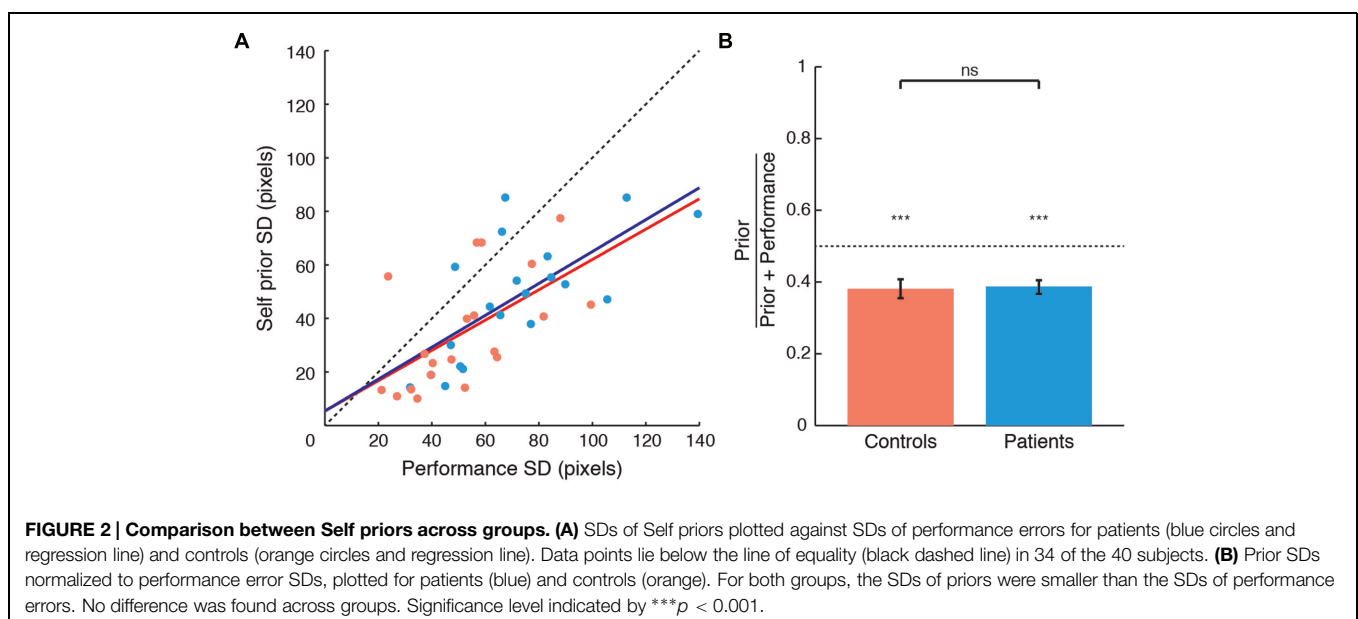 A
140
120
100
80
60
40
20
0
20
40
60
80
100
120
140
Self prior SD (pixels)
Performance SD (pixels)
B
1
0.8
0.6
0.4
0.2
0
Prior
Prior + Performance
ns
*** ***
Controls Patients
FIGURE 2 | Comparison between Self priors across groups. (A) SDs of Self priors plotted against SDs of performance errors for patients (blue circles and
regression line) and controls (orange circles and regression line). Data points lie below the line of equality (black dashed line) in 34 of the 40 subjects. (B) Prior SDs
normalized to performance error SDs, plotted for patients (blue) and controls (orange). For both groups, the SDs of priors were smaller than the SDs of performance
errors. No difference was found across groups. Significance level indicated by ***p < 0.001.